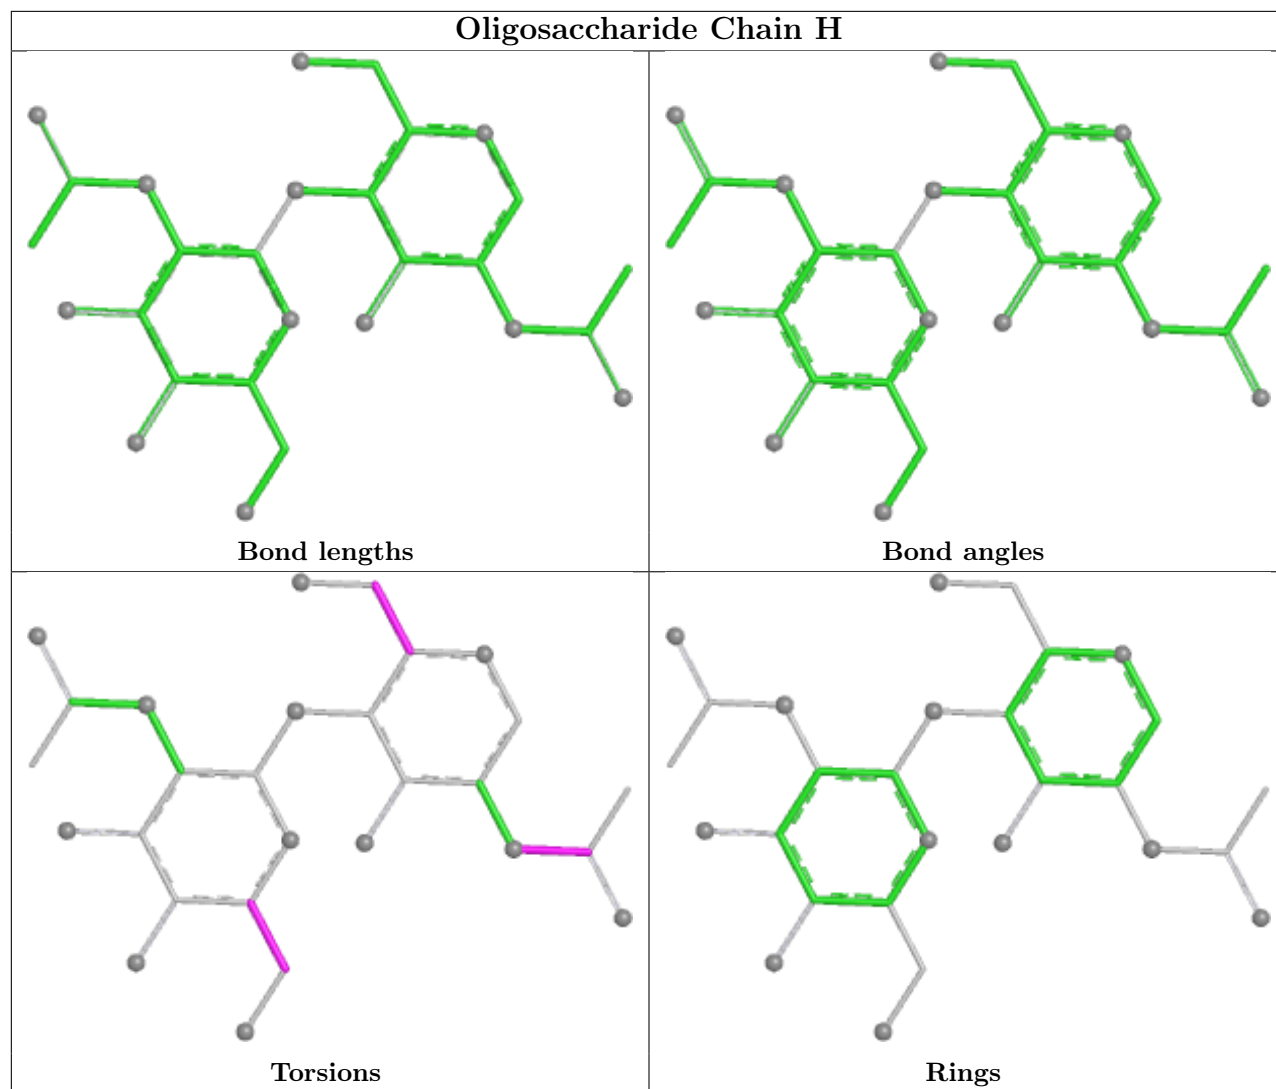 Oligosaccharide Chain H
Bond lengths
Bond angles
Torsions
Rings